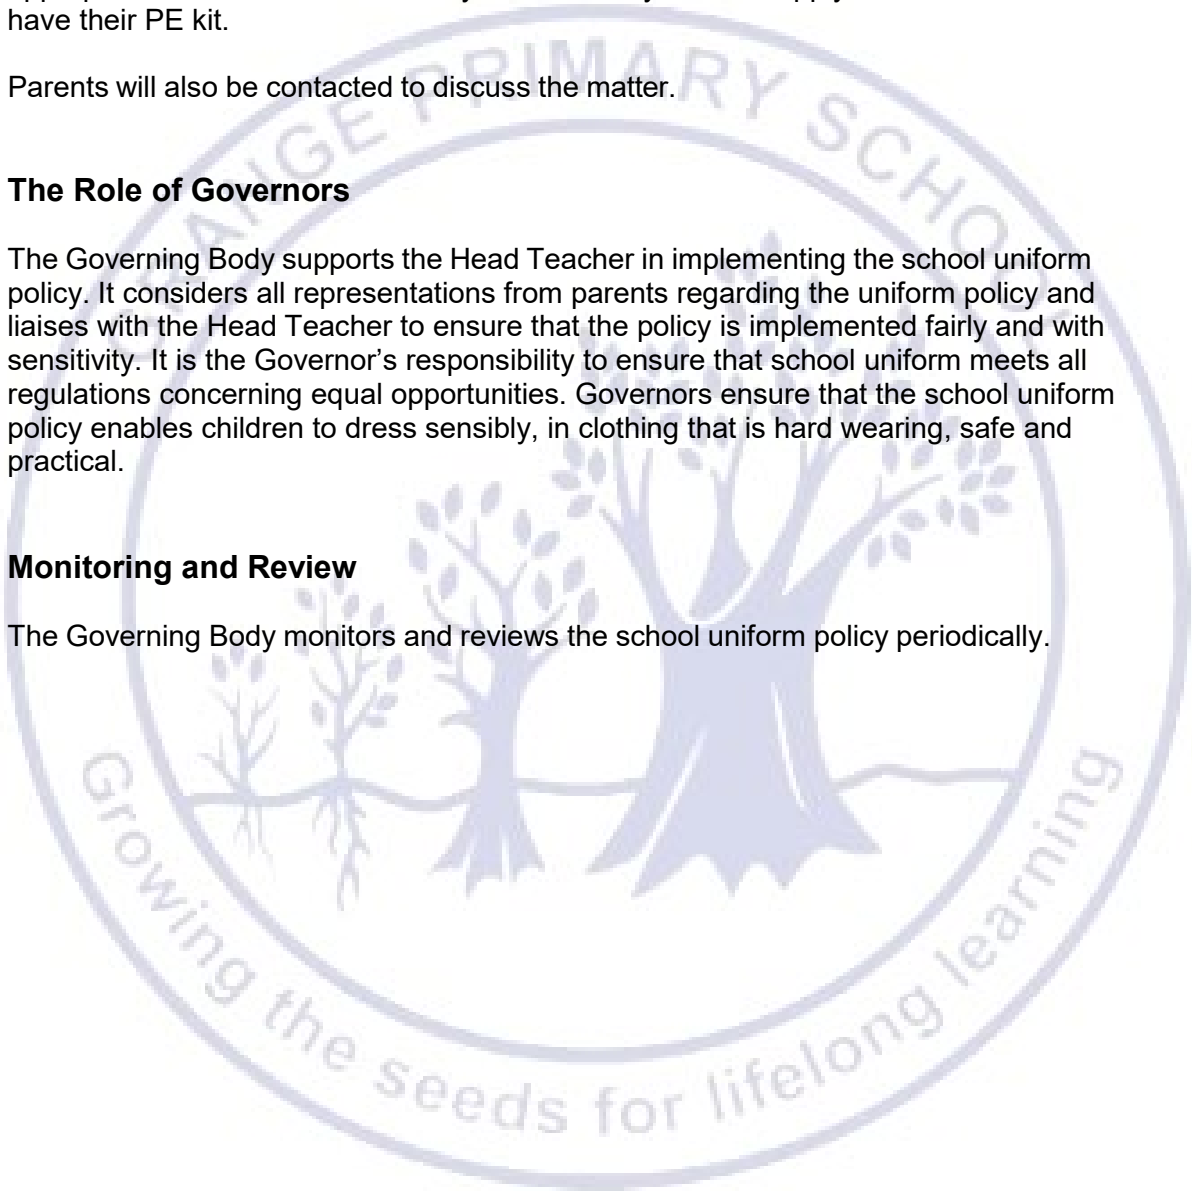 have their PE kit.
Parents will also be contacted to discuss the matter.
The Role of Governors
The Governing Body supports the Head Teacher in implementing the school uniform
policy. It considers all representations from parents regarding the uniform policy and
liaises with the Head Teacher to ensure that the policy is implemented fairly and with
sensitivity. It is the Governor’s responsibility to ensure that school uniform meets all
regulations concerning equal opportunities. Governors ensure that the school uniform
policy enables children to dress sensibly, in clothing that is hard wearing, safe and
practical.
Monitoring and Review
The Governing Body monitors and reviews the school uniform policy periodically.
GRANGE PRIMARY SCHOOL
Growing the seeds for lifelong learning